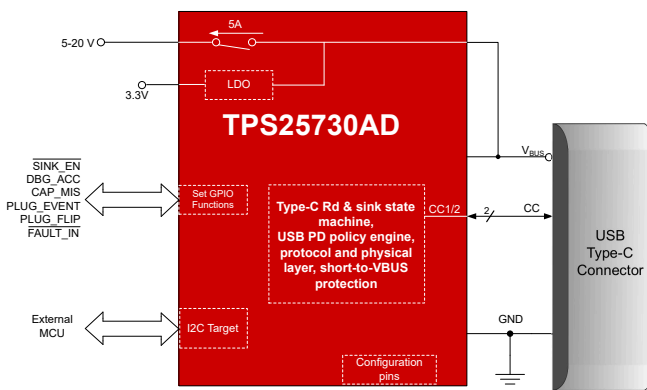 5A
5-20 V
LDO
3.3V
TPS25730AD
SINK_EN
DBG_ACC
CAP_MIS
PLUG_EVENT
PLUG_FLIP
FAULT_IN
Set GPIO
Functions
Type-C Rd & sink state
machine,
USB PD policy engine,
protocol and physical
layer, short-to-VBUS
protection
CC1/2
2
CC
VBUS
USB
Type-C
Connector
External
MCU
I2C Target
GND
Configuration
pins